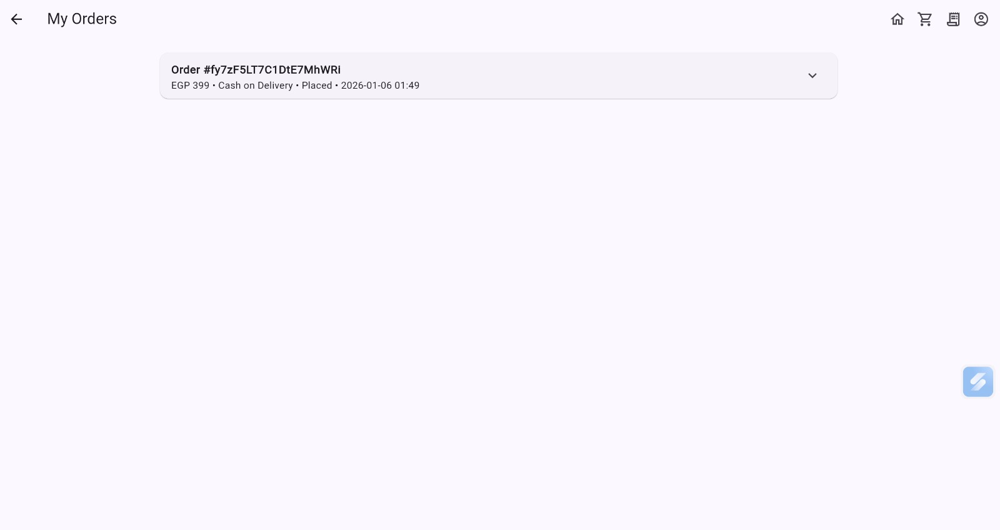 My Orders
Order #fy7zF5LT7C1DtE7MhWRi
EGP 399 • Cash on Delivery • Placed • 2026-01-06 01:49